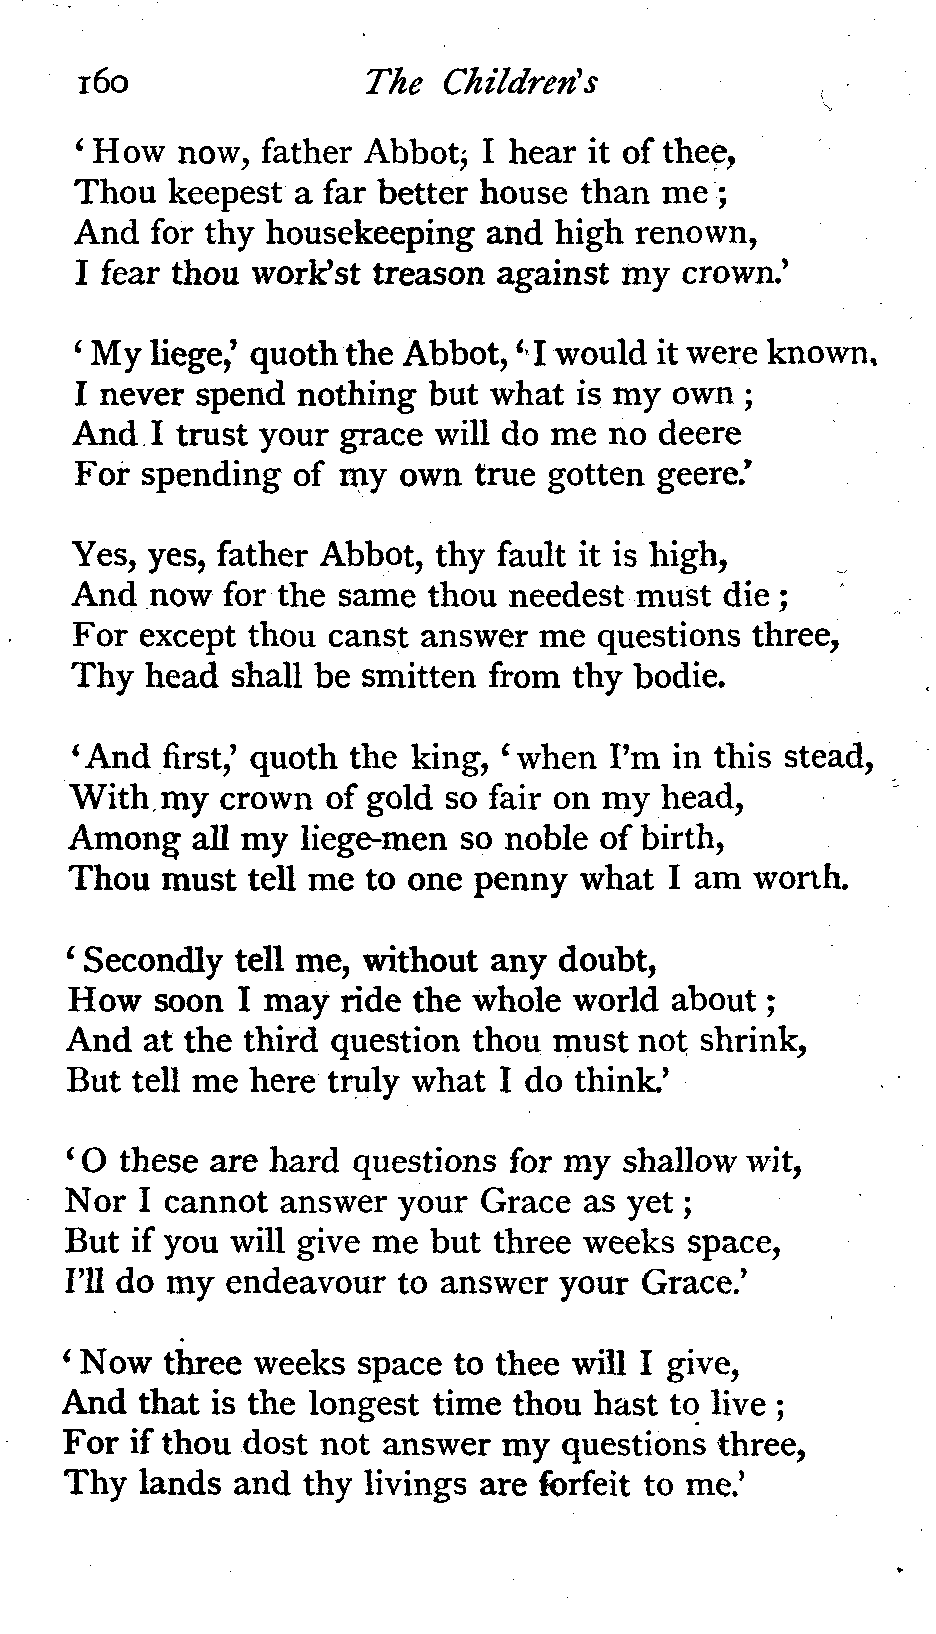 160 The Children's
‘How now, father Abbot, I hear it of thee,
Thou keepest a far better house than me ;
And for thy housekeeping and high renown,
I fear thou work'st treason against my crown.’
‘My liege,’ quoth the Abbot, ‘I would it were known,
I never spend nothing but what is my own ;
And I trust your grace will do me no deere
For spending of my own true gotten geere.’
Yes, yes, father Abbot, thy fault it is high,
And now for the same thou needest must die ;
For except thou canst answer me questions three,
Thy head shall be smitten from thy bodie.
‘And first,’ quoth the king, ‘when I'm in this stead,
With my crown of gold so fair on my head,
Among all my liege-men so noble of birth,
Thou must tell me to one penny what I am worth.
‘Secondly tell me, without any doubt,
How soon I may ride the whole world about ;
And at the third question thou must not shrink,
But tell me here truly what I do think.’
‘O these are hard questions for my shallow wit,
Nor I cannot answer your Grace as yet ;
But if you will give me but three weeks space,
I'll do my endeavour to answer your Grace.’
‘Now three weeks space to thee will I give,
And that is the longest time thou hast to live ;
For if thou dost not answer my questions three,
Thy lands and thy livings are forfeit to me.’